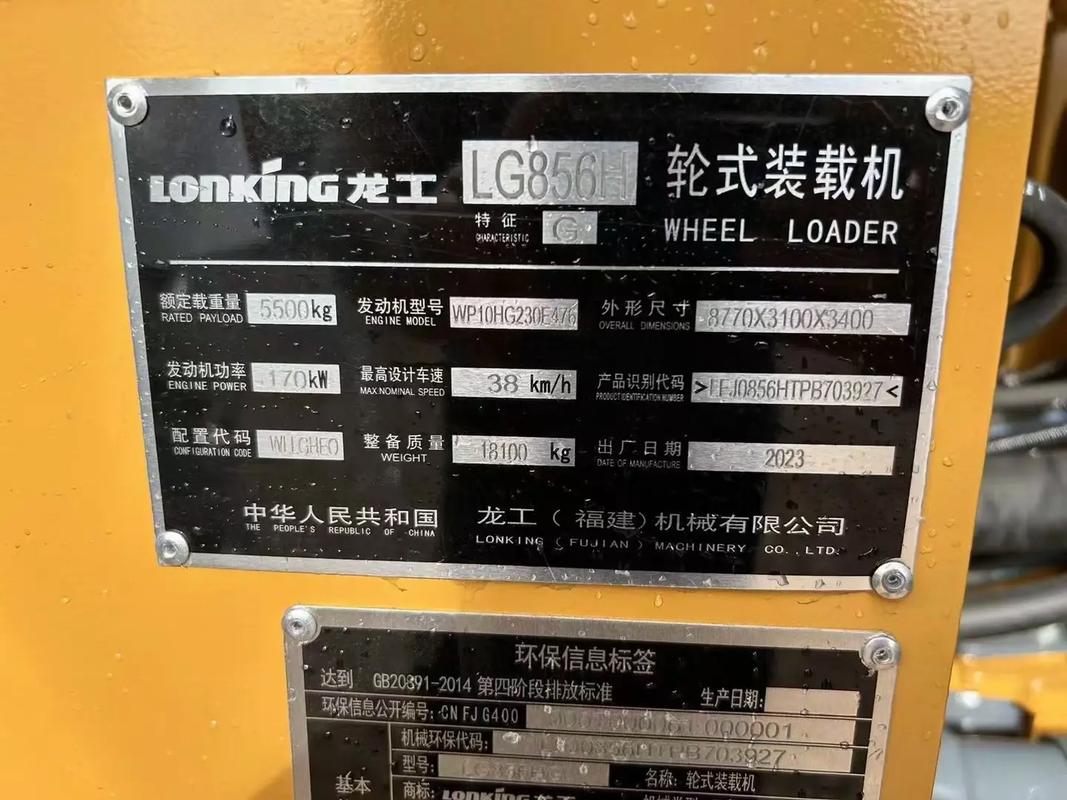 LONKING 龙工 LG856H 轮式装载机
特征 G
CHARACTERISTIC
WHEEL LOADER
额定载重量 5500kg 发动机型号 WP10HG230E476 外形尺寸 8770X3100X3400
RATED PAYLOAD ENGINE MODEL OVERALL DIMENSIONS
发动机功率 170kW 最高设计车速 38 km/h 产品识别代码
ENGINE POWER MAX.NOMINAL SPEED PRODUCT IDENTIFICATION NUMBER
配置代码 整备质量 18100 kg 出厂日期 2023
CONFIGURATION CODE WEIGHT DATE OF MANUFACTURE
中华人民共和国 龙工(福建)机械有限公司
THE PEOPLE'S REPUBLIC OF CHINA LONKING (FUJIAN) MACHINERY CO.,LTD.
环保信息标签
达到 GB20891-2014 第四阶段排放标准 生产日期:
环保信息公开编号: CN FJ G400 000001
机械环保代码:
型号: 名称: 轮式装载机
基本 商标: LONKING 龙工